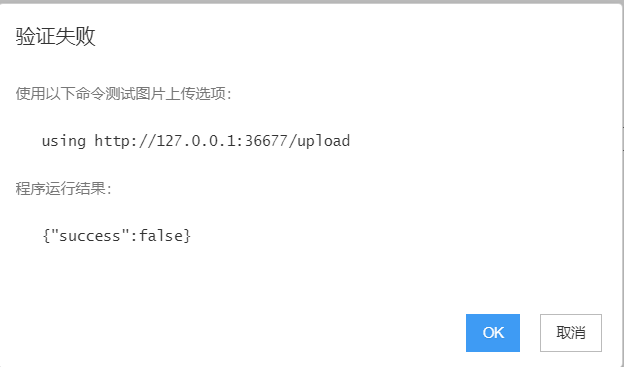 验证失败
使用以下命令测试图片上传选项：
using http://127.0.0.1:36677/upload
程序运行结果：
{"success":false}
OK 取消